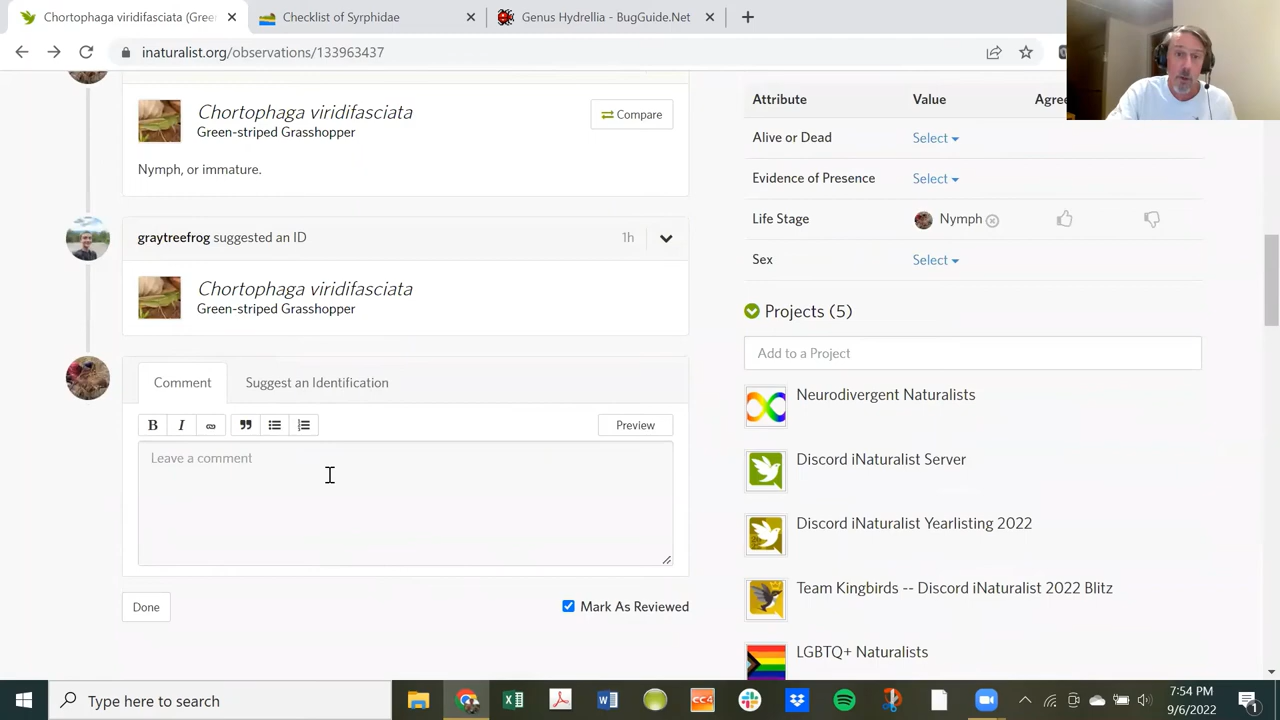 Chortophaga viridifasciata (Gree
Checklist of Syrphidae
Genus Hydrellia - BugGuide.Net
inaturalist.org/observations/133963437
Chortophaga viridifasciata
Green-striped Grasshopper
Compare
Nymph, or immature.
graytreefrog suggested an ID
1h
Chortophaga viridifasciata
Green-striped Grasshopper
Comment
Suggest an Identification
B I
Preview
Leave a comment
Done
Mark As Reviewed
Attribute Value Agree
Alive or Dead Select
Evidence of Presence Select
Life Stage Nymph
Sex Select
Projects (5)
Add to a Project
Neurodivergent Naturalists
Discord iNaturalist Server
Discord iNaturalist Yearlisting 2022
Team Kingbirds -- Discord iNaturalist 2022 Blitz
LGBTQ+ Naturalists
Type here to search
CC4
7:54 PM
9/6/2022
1